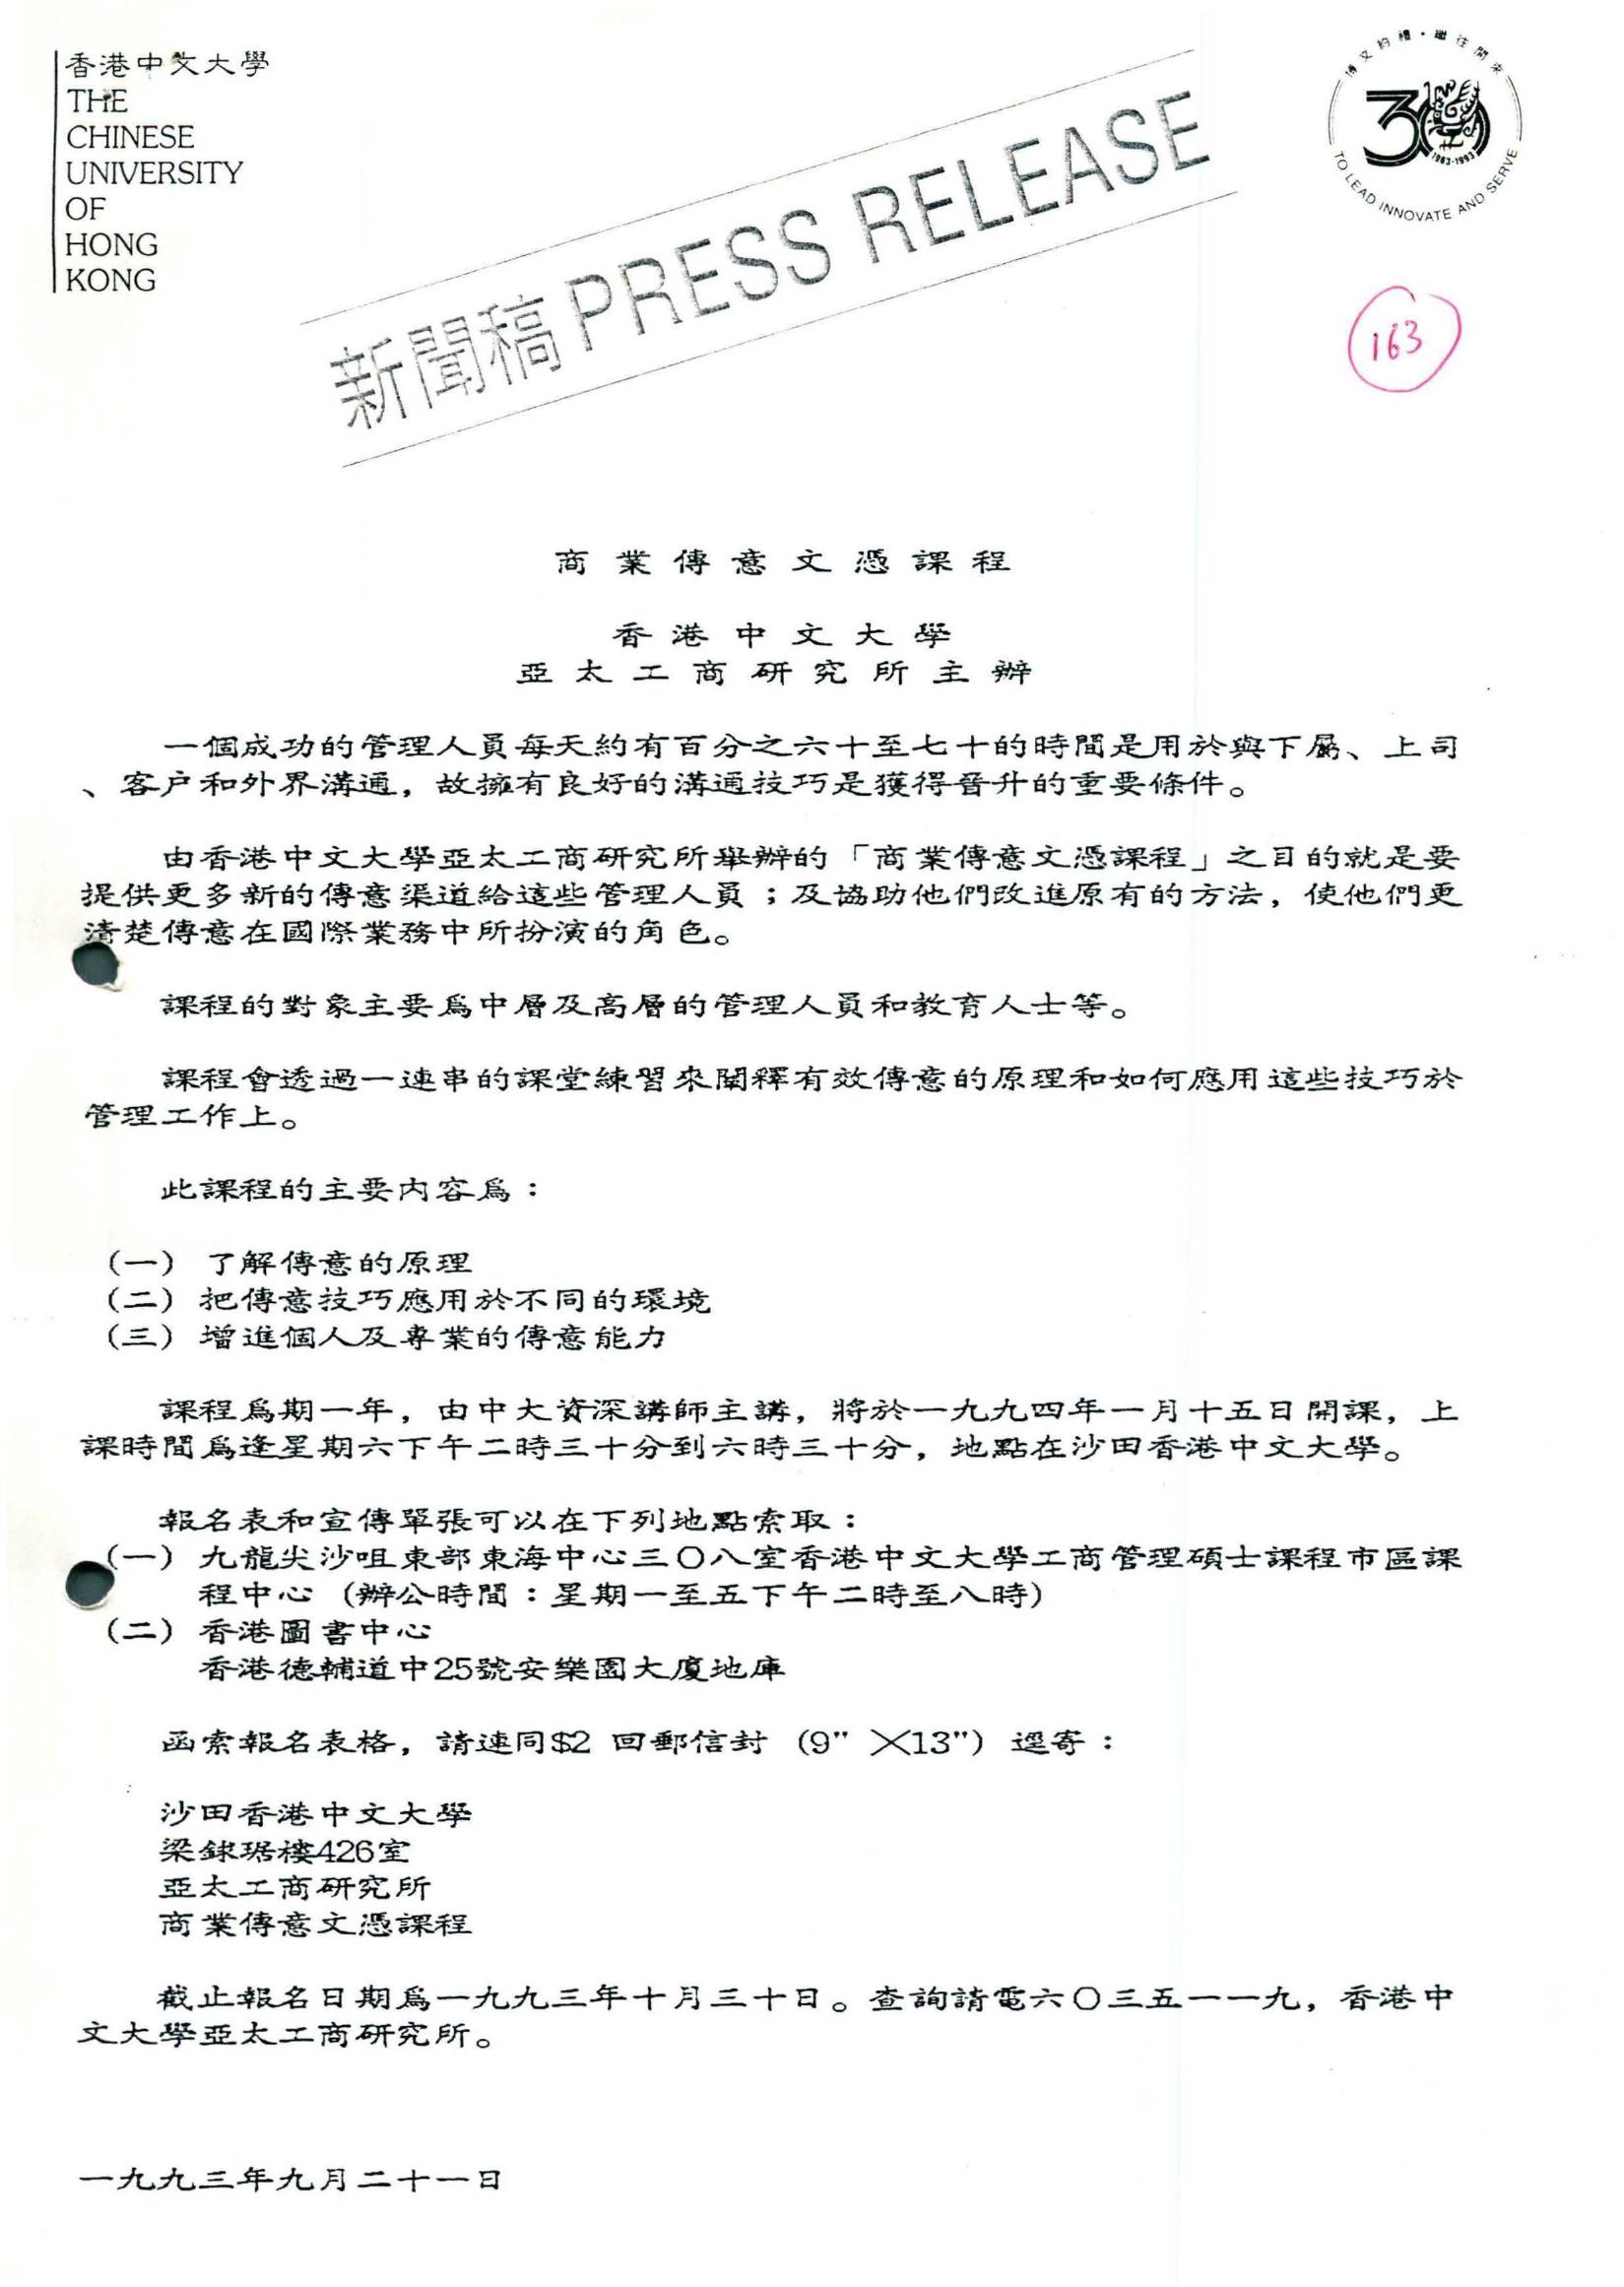 香港中文大學
THE
CHINESE
UNIVERSITY
OF
HONG
KONG
新聞稿 PRESS RELEASE
博文約禮·繼往開來
30
1963-1993
TO LEAD INNOVATE AND SERVE
163
商業傳意文憑課程
香港中文大學
亞太工商研究所主辦
一個成功的管理人員每天約有百分之六十至七十的時間是用於與下屬、上司
、客户和外界溝通，故擁有良好的溝通技巧是獲得晉升的重要條件。
由香港中文大學亞太工商研究所舉辦的「商業傳意文憑課程」之目的就是要
提供更多新的傳意渠道給這些管理人員；及協助他們改進原有的方法，使他們更
清楚傳意在國際業務中所扮演的角色。
課程的對象主要爲中層及高層的管理人員和教育人士等。
課程會透過一連串的課堂練習來闡釋有效傳意的原理和如何應用這些技巧於
管理工作上。
此課程的主要内容爲：
（一） 了解傳意的原理
（二） 把傳意技巧應用於不同的環境
（三） 增進個人及專業的傳意能力
課程爲期一年，由中大資深講師主講，將於一九九四年一月十五日開課，上
課時間爲逢星期六下午二時三十分到六時三十分，地點在沙田香港中文大學。
報名表和宣傳單張可以在下列地點索取：
（一） 九龍尖沙咀東部東海中心三〇八室香港中文大學工商管理碩士課程市區課
程中心 （辦公時間：星期一至五下午二時至八時）
（二） 香港圖書中心
香港德輔道中25號安樂園大廈地庫
函索報名表格，請連同$2 回郵信封 （9" ×13"） 逕寄：
沙田香港中文大學
梁銶琚樓426室
亞太工商研究所
商業傳意文憑課程
截止報名日期爲一九九三年十月三十日。查詢請電六〇三五一一九，香港中
文大學亞太工商研究所。
一九九三年九月二十一日